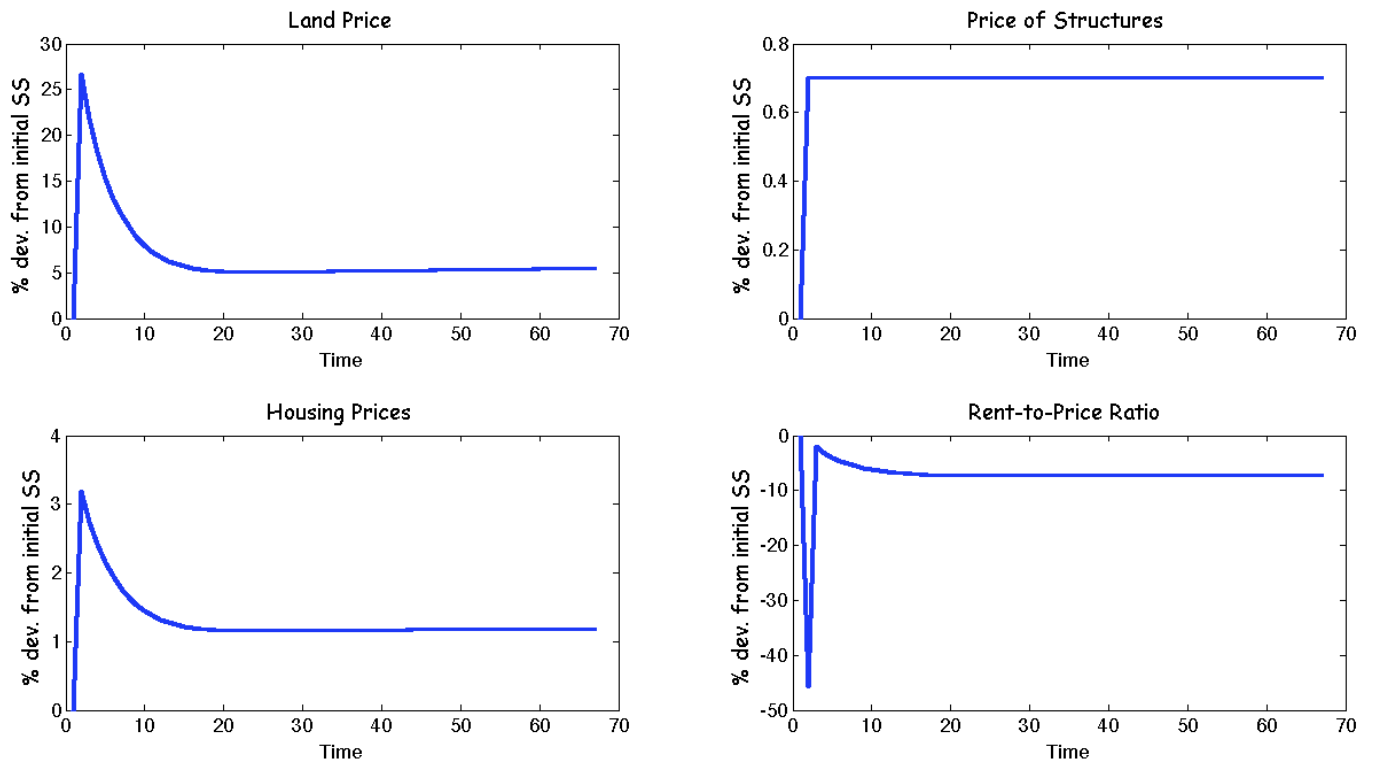 Land Price
% dev. from initial SS
30
25
20
15
10
5
0
0 10 20 30 40 50 60 70
Time
Price of Structures
% dev. from initial SS
0.8
0.6
0.4
0.2
0
0 10 20 30 40 50 60 70
Time
Housing Prices
% dev. from initial SS
4
3
2
1
0
0 10 20 30 40 50 60 70
Time
Rent-to-Price Ratio
% dev. from initial SS
0
-10
-20
-30
-40
-50
0 10 20 30 40 50 60 70
Time